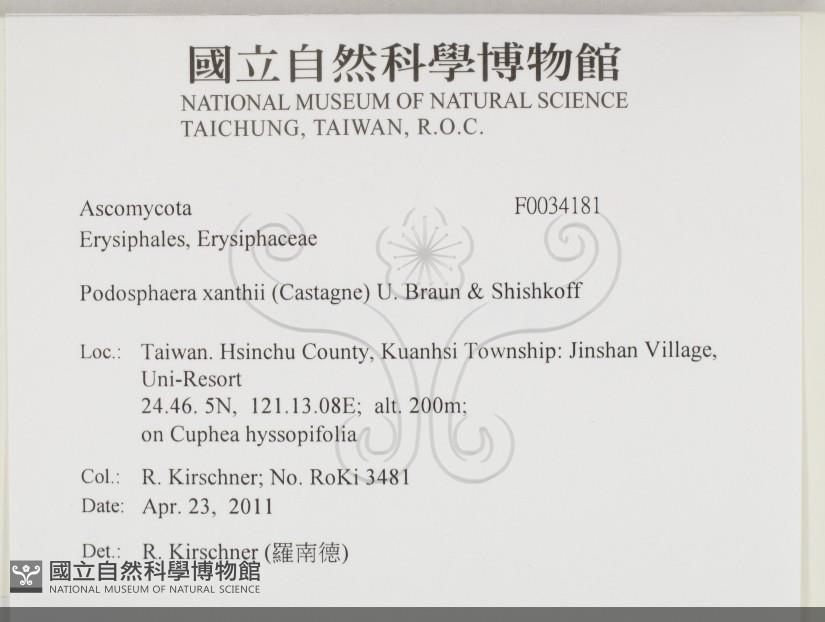 國立自然科學博物館
NATIONAL MUSEUM OF NATURAL SCIENCE
TAICHUNG, TAIWAN, R.O.C.
Ascomycota F0034181
Erysiphales, Erysiphaceae
Podosphaera xanthii (Castagne) U. Braun & Shishkoff
Loc.: Taiwan. Hsinchu County, Kuanhsi Township: Jinshan Village,
Uni-Resort
24.46. 5N, 121.13.08E; alt. 200m;
on Cuphea hyssopifolia
Col.: R. Kirschner; No. RoKi 3481
Date: Apr. 23, 2011
Det.: R. Kirschner (羅南德)
國立自然科學博物館
NATIONAL MUSEUM OF NATURAL SCIENCE